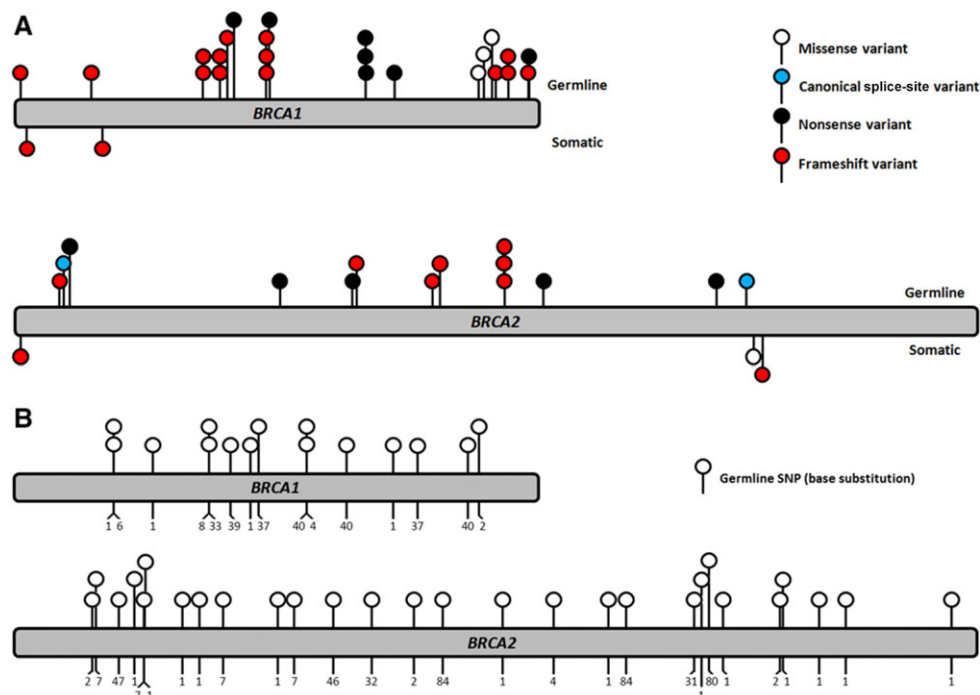 A
Germline
BRCA1
Somatic
Missense variant
Canonical splice-site variant
Nonsense variant
Frameshift variant
Germline
BRCA2
Somatic
B
BRCA1
Germline SNP (base substitution)
1 6 1 8 33 39 1 37 40 4 40 1 37 40 2
BRCA2
2 7 47 1 7 1 1 1 7 1 7 46 32 2 84 1 4 1 84 31 1 80 1 2 1 1 1 1